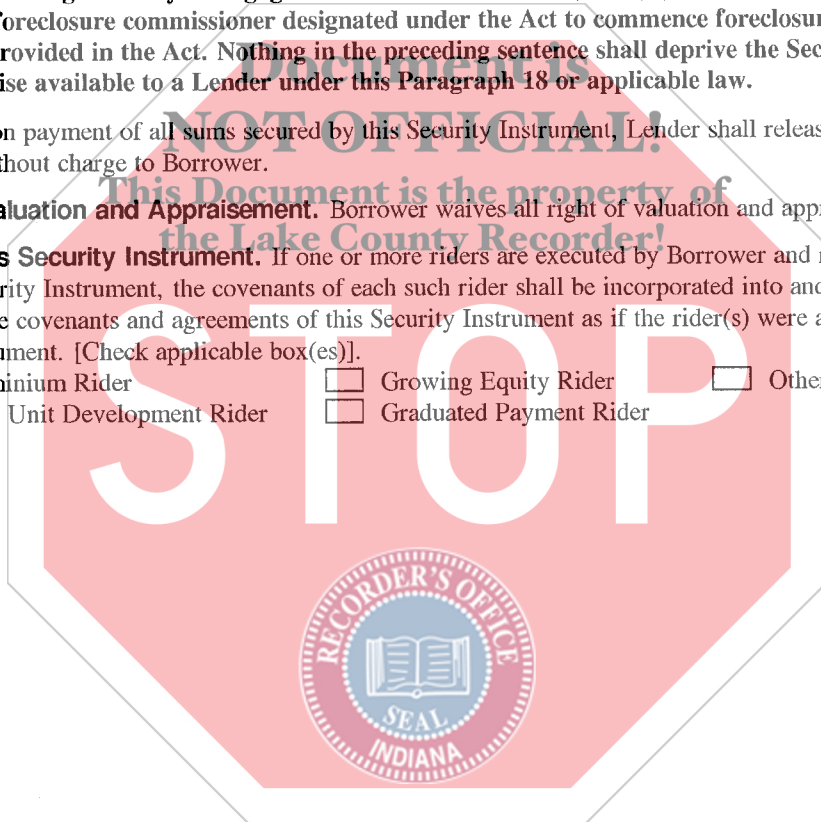 oreclosure commissioner designated under the Act to commence foreclosu
rovided in the Act. Nothing in the preceding sentence shall deprive the Sec
ise available to a Lender under this Paragraph 18 or applicable law.
Document is
NOT OFFICIAL!
n payment of all sums secured by this Security Instrument, Lender shall releas
thout charge to Borrower.
This Document is the property of
aluation and Appraisement. Borrower waives all right of valuation and appr
the Lake County Recorder!
s Security Instrument. If one or more riders are executed by Borrower and
rity Instrument, the covenants of each such rider shall be incorporated into and
e covenants and agreements of this Security Instrument as if the rider(s) were a
ument. [Check applicable box(es)].
inium Rider Growing Equity Rider Othe
Unit Development Rider Graduated Payment Rider
STOP
RECORDER'S OFFICE
SEAL
INDIANA